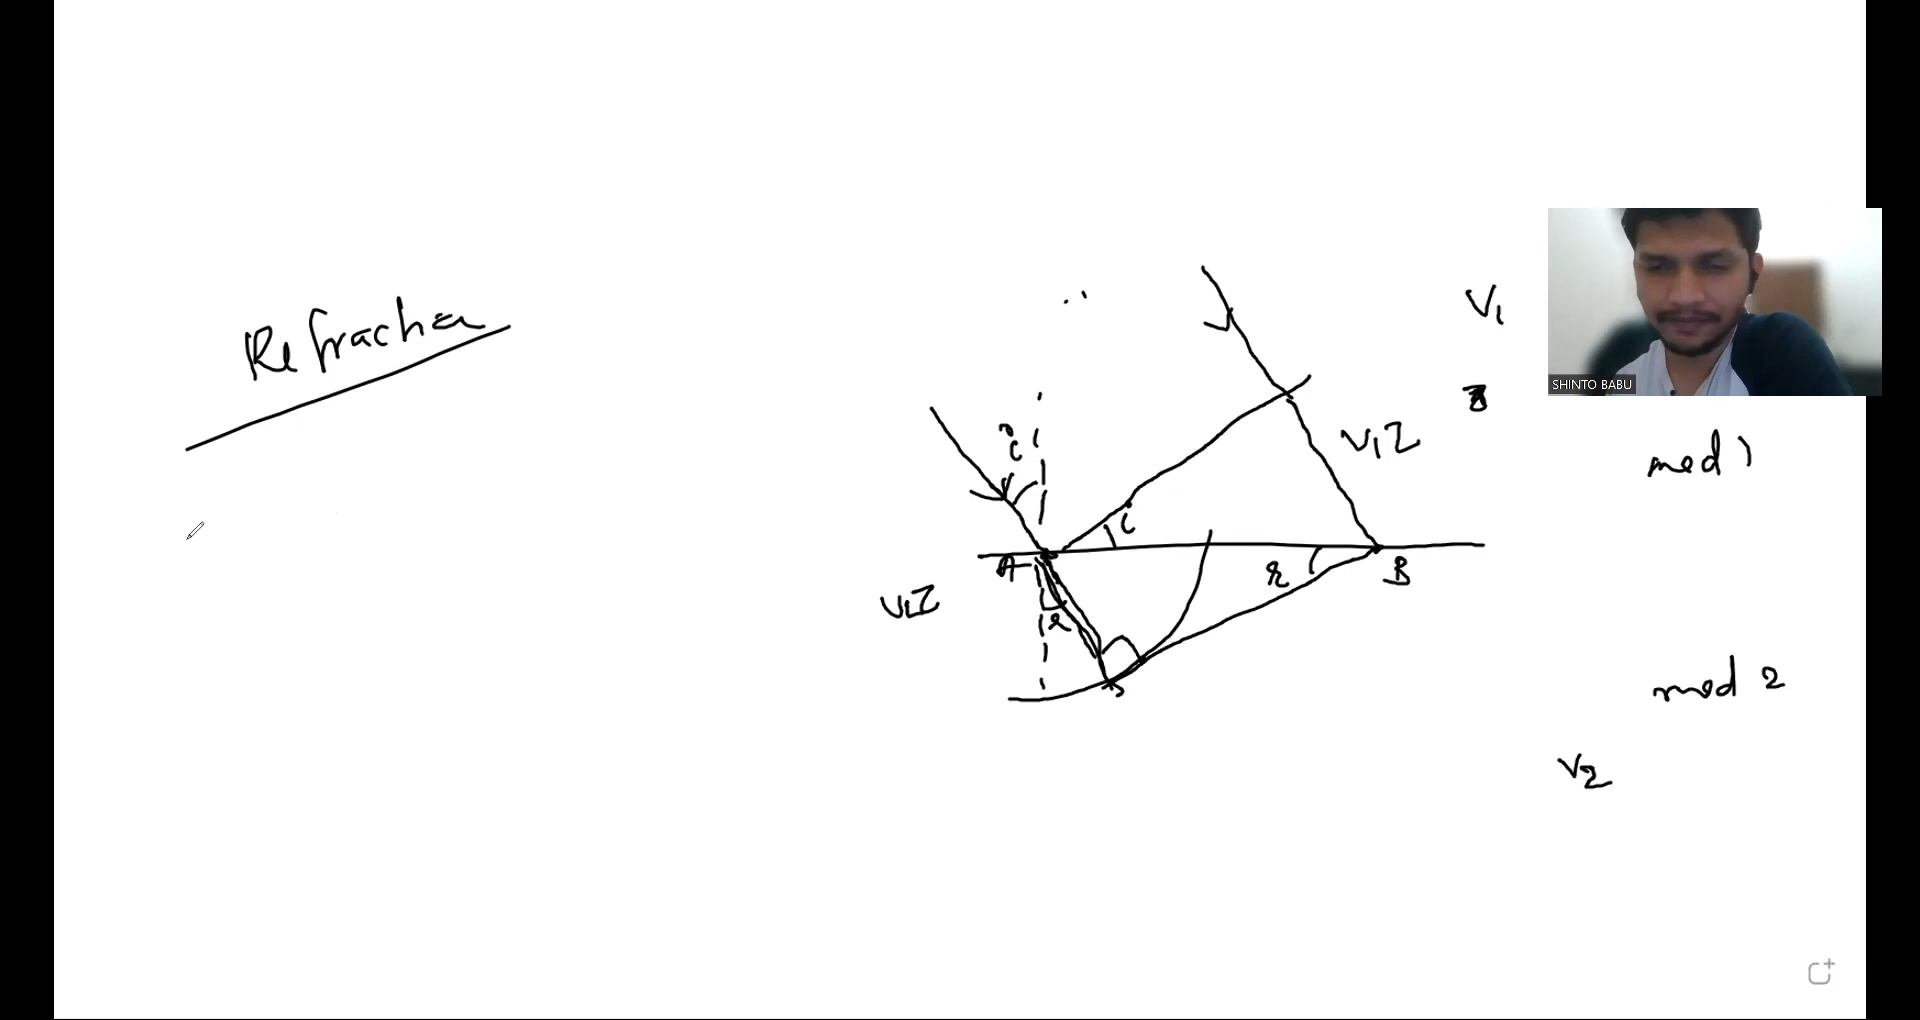 Refraction
V1
V1Z
i
med 1
i
A
r
B
V2Z
r
med 2
V2
SHINTO BABU